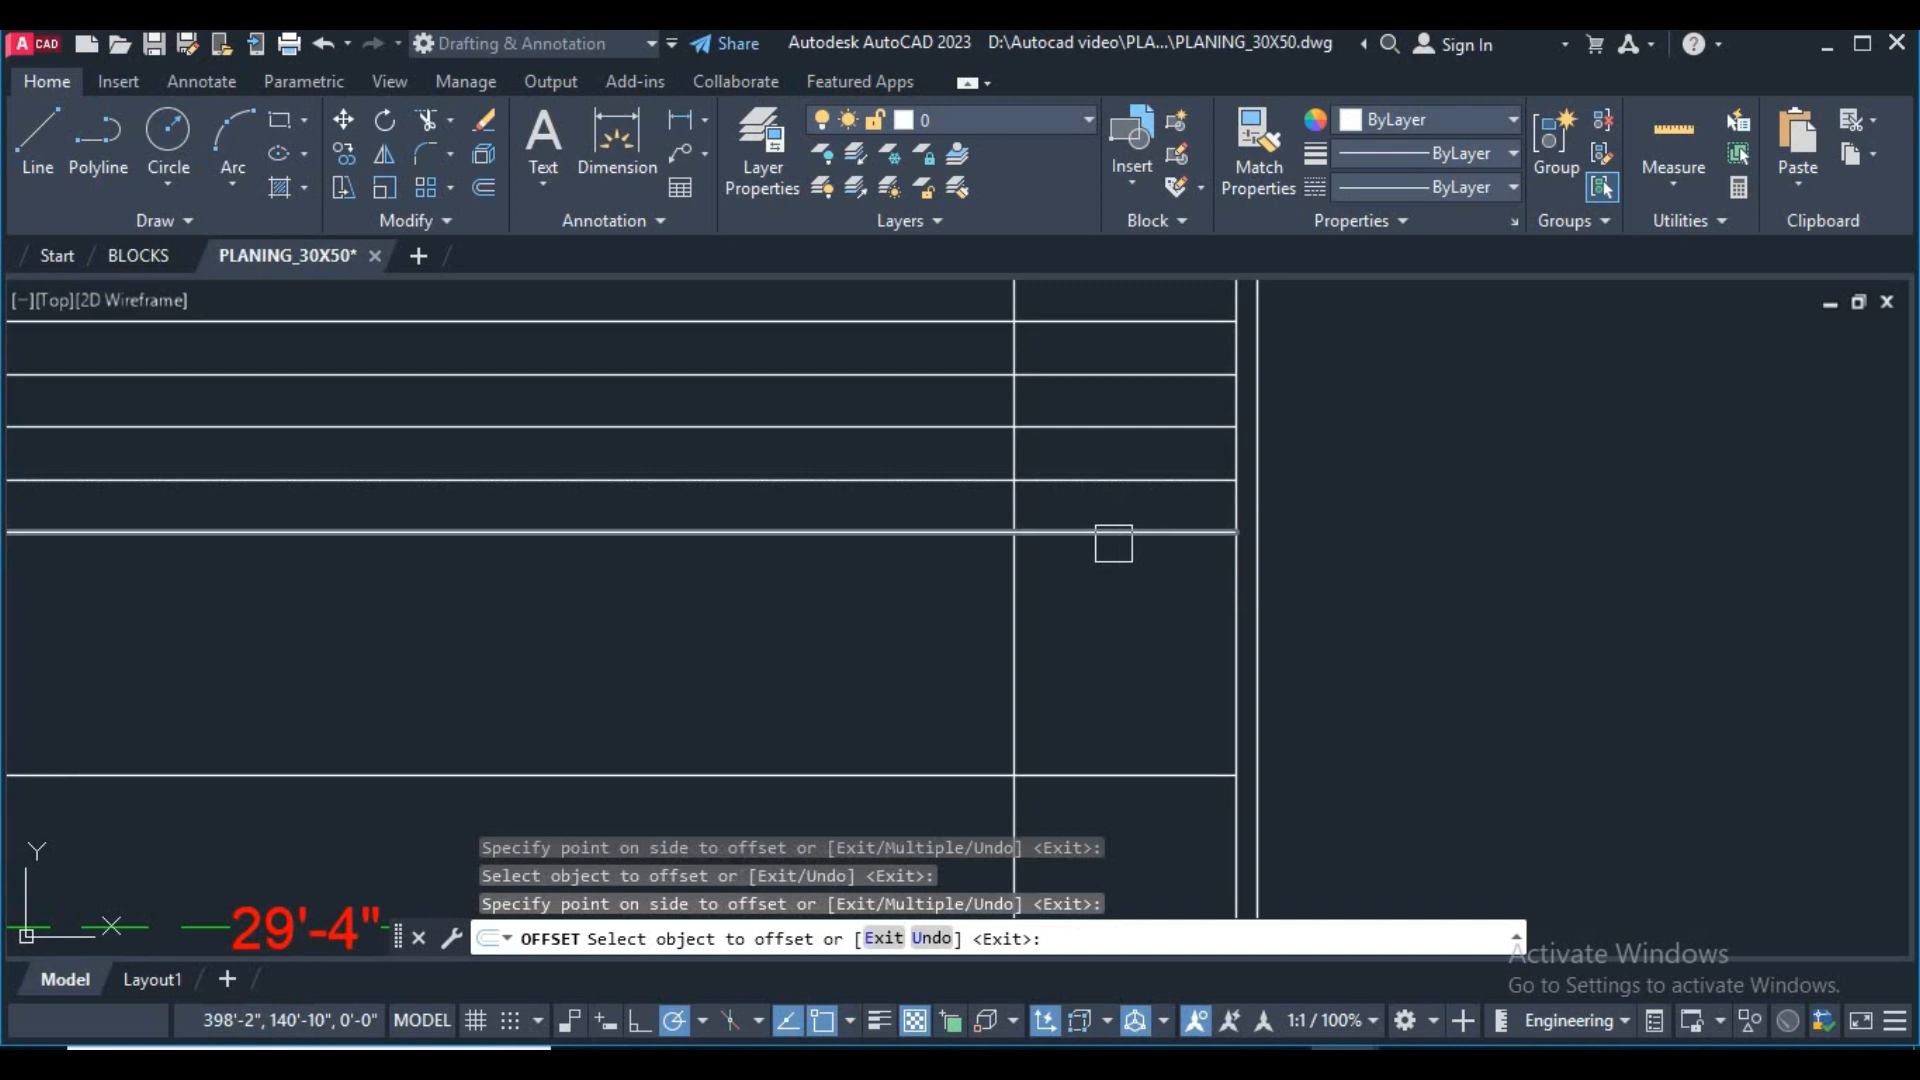 A CAD Drafting & Annotation Share Autodesk AutoCAD 2023 D:\Autocad video\PLA...\PLANING_30X50.dwg Sign In
Home Insert Annotate Parametric View Manage Output Add-ins Collaborate Featured Apps
0 ByLayer
ByLayer
Line Polyline Circle Arc Text Dimension Layer Properties Insert Match Properties Group Measure Paste
ByLayer
Draw Modify Annotation Layers Block Properties Groups Utilities Clipboard
Start BLOCKS PLANING_30X50*
[−][Top][2D Wireframe]
Y
X
29'-4"
Specify point on side to offset or [Exit/Multiple/Undo] <Exit>:
Select object to offset or [Exit/Undo] <Exit>:
Specify point on side to offset or [Exit/Multiple/Undo] <Exit>:
OFFSET Select object to offset or [Exit Undo] <Exit>:
Activate Windows
Go to Settings to activate Windows.
Model Layout1
398'-2", 140'-10", 0'-0" MODEL 1:1 / 100% Engineering